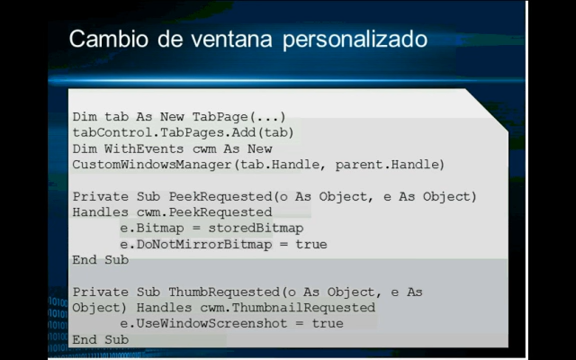 Cambio de ventana personalizado
Dim tab As New TabPage(...)
tabControl.TabPages.Add(tab)
Dim WithEvents cwm As New
CustomWindowsManager(tab.Handle, parent.Handle)
Private Sub PeekRequested(o As Object, e As Object)
Handles cwm.PeekRequested
e.Bitmap = storedBitmap
e.DoNotMirrorBitmap = true
End Sub
Private Sub ThumbRequested(o As Object, e As
Object) Handles cwm.ThumbnailRequested
e.UseWindowScreenshot = true
End Sub